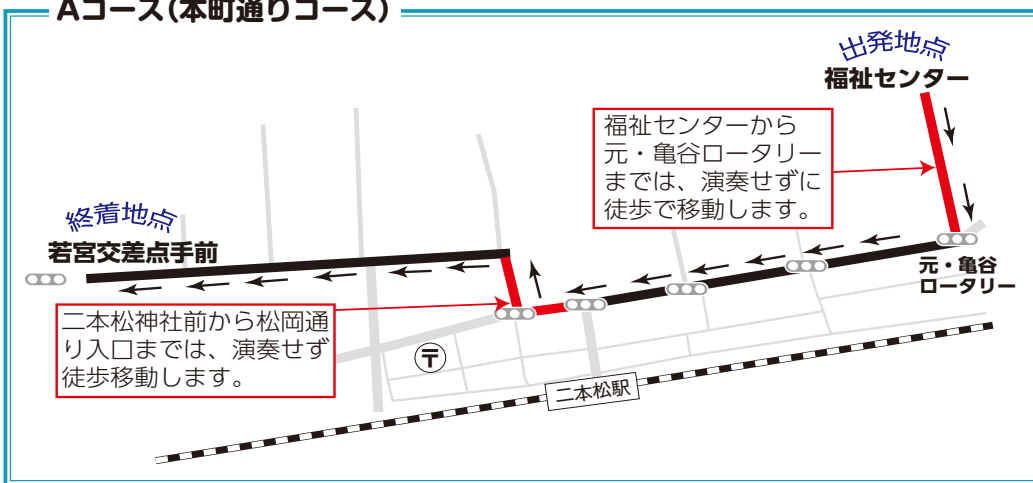 Aコース(本町通りコース)
出発地点
福祉センター
福祉センターから
元・亀谷ロータリー
までは、演奏せずに
徒歩で移動します。
終着地点
若宮交差点手前
元・亀谷
ロータリー
二本松神社前から松岡通
り入口までは、演奏せず
徒歩移動します。
〒
二本松駅